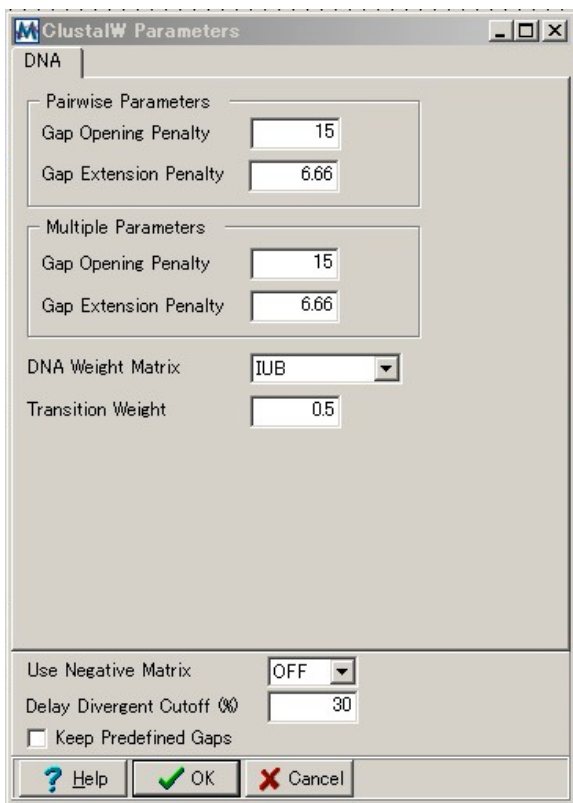 ClustalW Parameters
DNA
Pairwise Parameters
Gap Opening Penalty 15
Gap Extension Penalty 6.66
Multiple Parameters
Gap Opening Penalty 15
Gap Extension Penalty 6.66
DNA Weight Matrix IUB
Transition Weight 0.5
Use Negative Matrix OFF
Delay Divergent Cutoff (%) 30
Keep Predefined Gaps
? Help OK Cancel